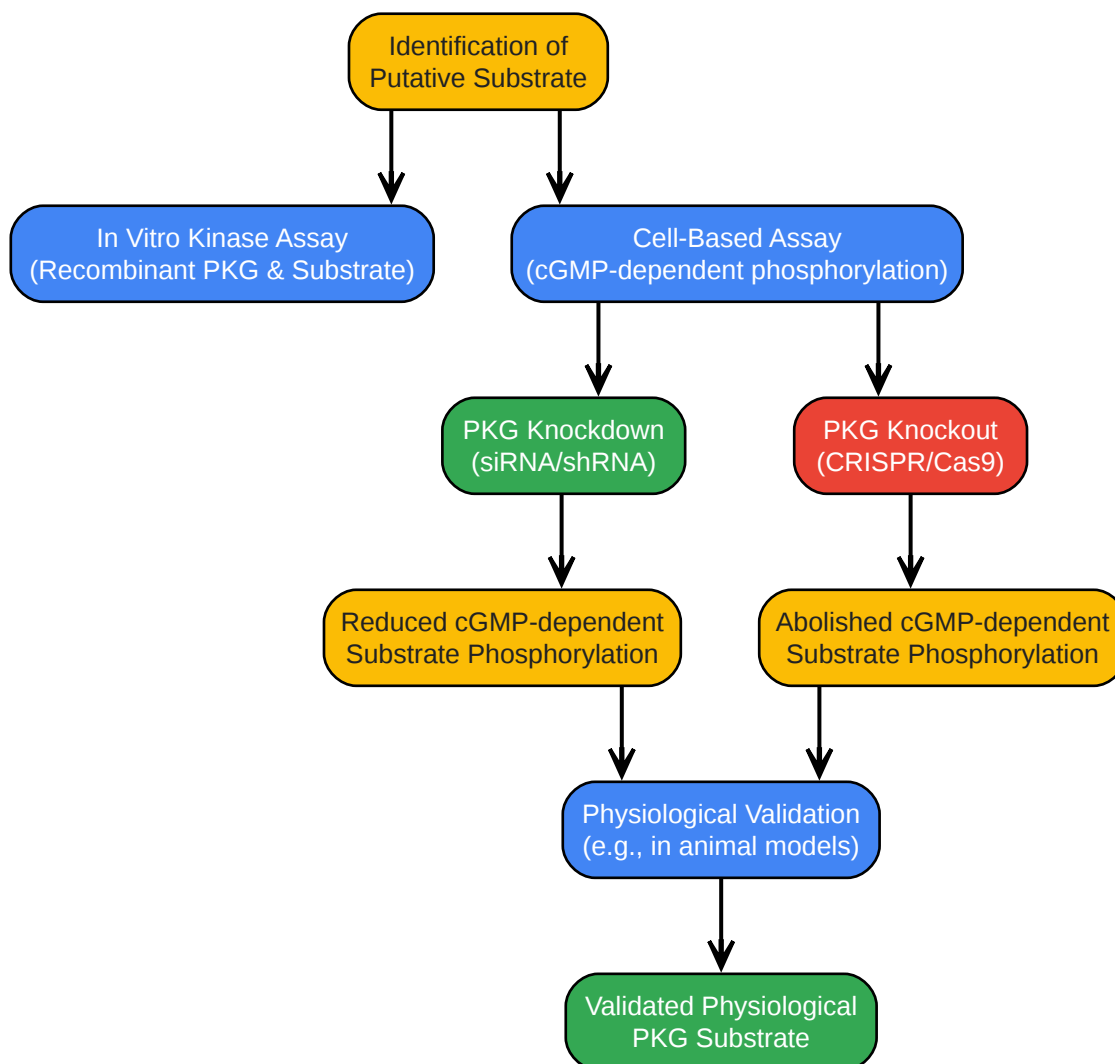 Identification of
Putative Substrate
In Vitro Kinase Assay
(Recombinant PKG & Substrate)
Cell-Based Assay
(cGMP-dependent phosphorylation)
PKG Knockdown
(siRNA/shRNA)
PKG Knockout
(CRISPR/Cas9)
Reduced cGMP-dependent
Substrate Phosphorylation
Abolished cGMP-dependent
Substrate Phosphorylation
Physiological Validation
(e.g., in animal models)
Validated Physiological
PKG Substrate